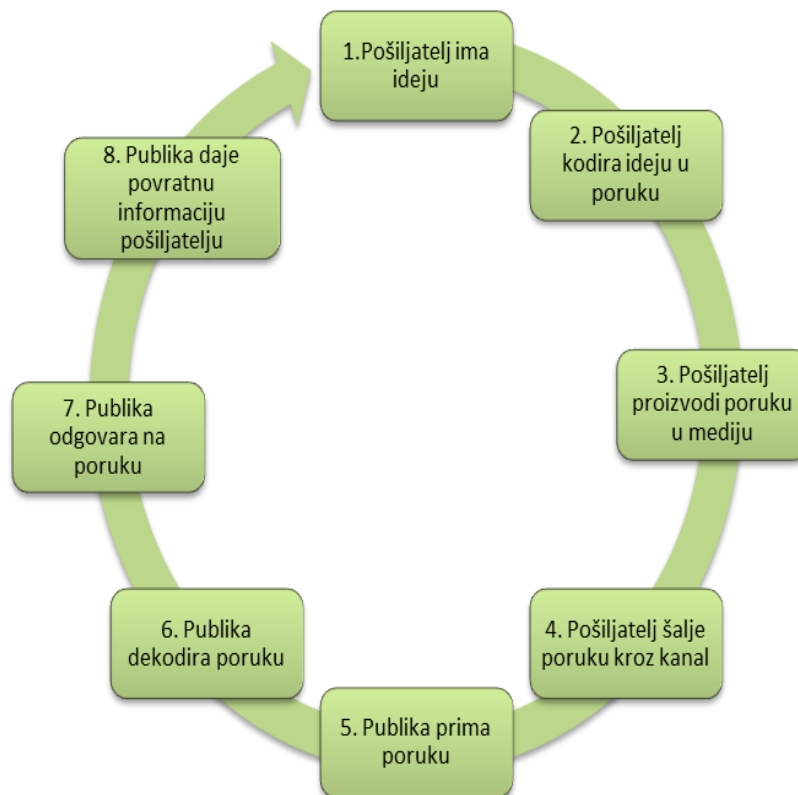 1.Pošiljatelj ima
ideju
2. Pošiljatelj
kodira ideju u
poruku
3. Pošiljatelj
proizvodi poruku
u mediju
4. Pošiljatelj šalje
poruku kroz kanal
5. Publika prima
poruku
6. Publika
dekodira poruku
7. Publika
odgovara na
poruku
8. Publika daje
povratnu
informaciju
pošiljatelju